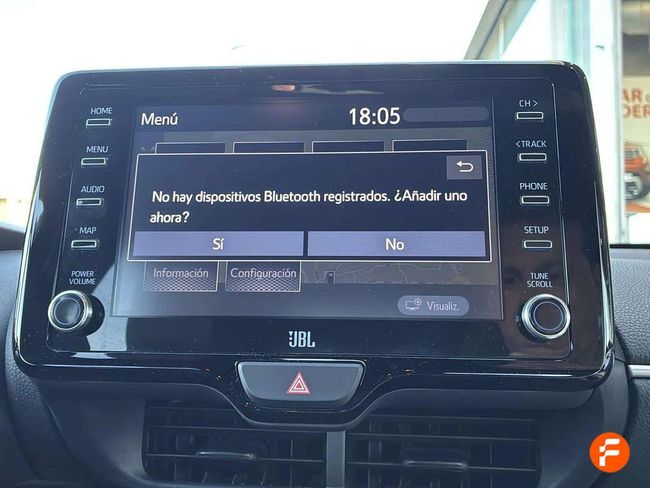 HOME
MENU
AUDIO
MAP
POWER
VOLUME
Menú
18:05
No hay dispositivos Bluetooth registrados. ¿Añadir uno
ahora?
Sí
No
Información
Configuración
Visualiz.
CH >
< TRACK
PHONE
SETUP
TUNE
SCROLL
JBL
F